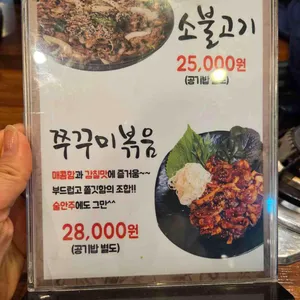 소불고기
25,000원
(공기밥 별도)
쭈꾸미볶음
매콤함과 감칠맛에 즐거움~~
부드럽고 쫄깃함의 조합!!
술안주에도 그만^^
28,000원
(공기밥 별도)